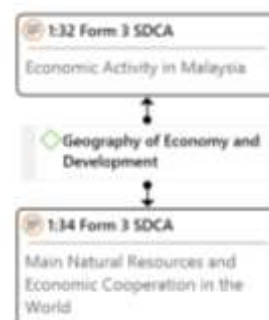 1:32 Form 3 SDCA
Economic Activity in Malaysia
Geography of Economy and
Development
1:34 Form 3 SDCA
Main Natural Resources and
Economic Cooperation in the
World